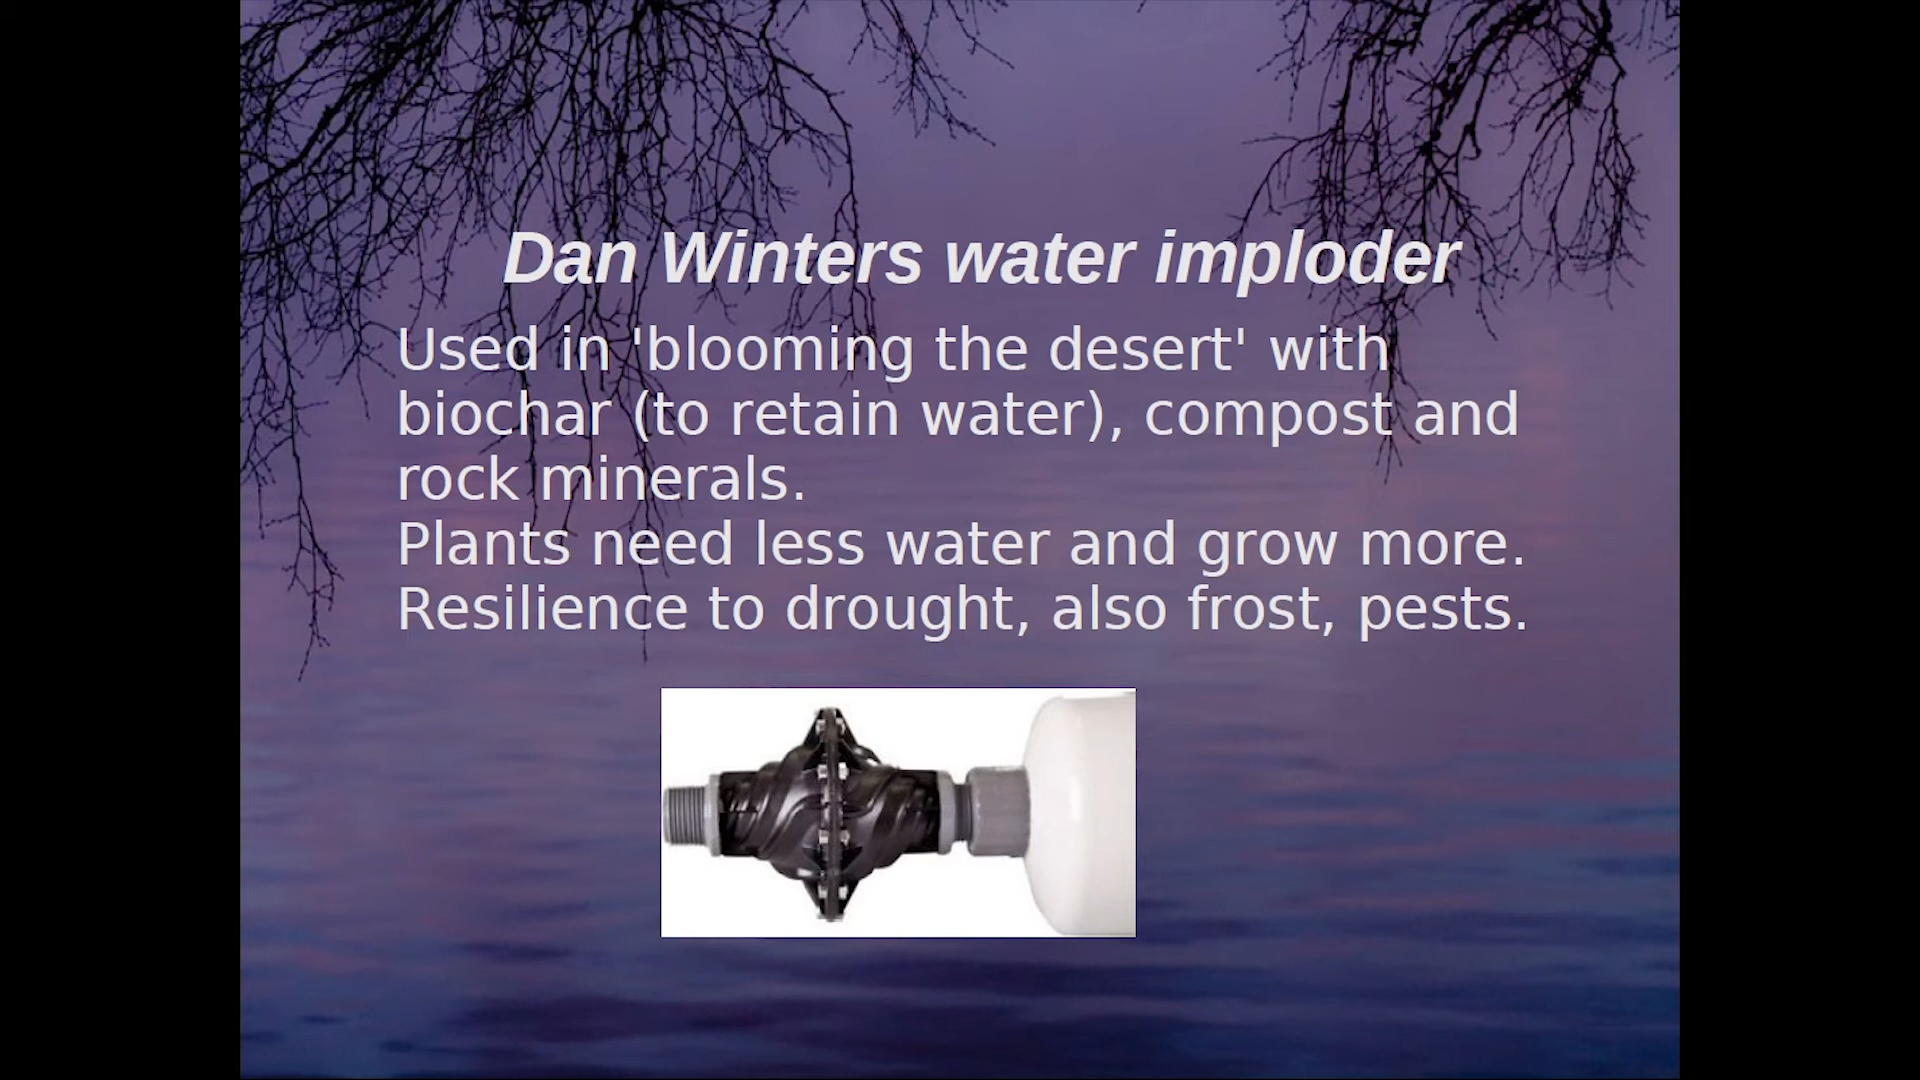 Dan Winters water imploder
Used in 'blooming the desert' with
biochar (to retain water), compost and
rock minerals.
Plants need less water and grow more.
Resilience to drought, also frost, pests.